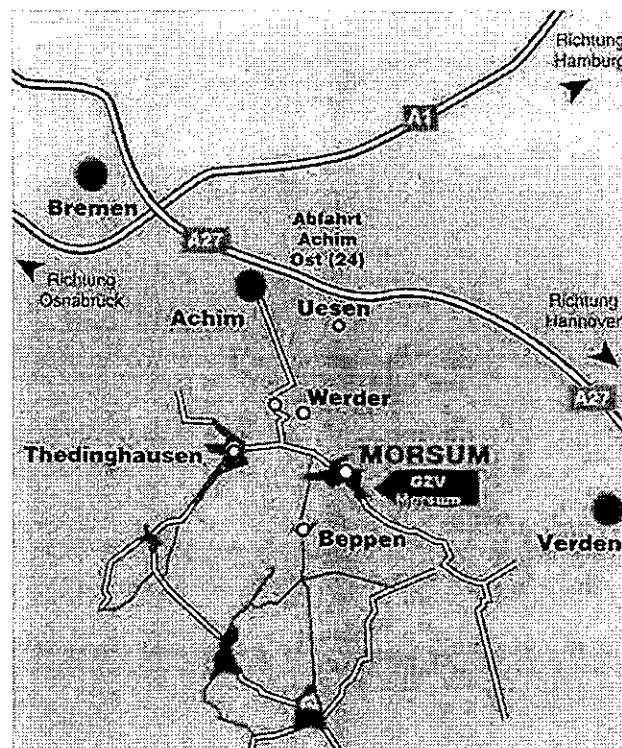 Richtung
Hamburg
A1
Bremen
A27
Abfahrt
Achim
Ost (24)
Richtung
Osnabrück
Achim
Uesen
Richtung
Hannover
A27
Werder
Thedinghausen
MORSUM
GZV
Morsum
Beppen
Verden